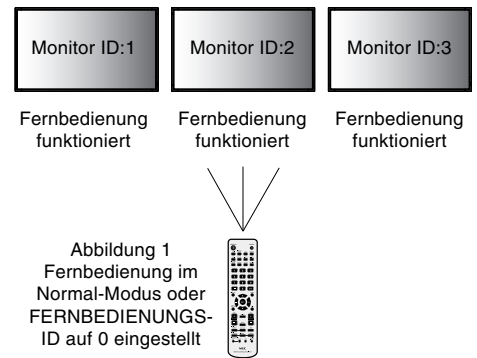 Monitor ID:1
Monitor ID:2
Monitor ID:3
Fernbedienung
funktioniert
Fernbedienung
funktioniert
Fernbedienung
funktioniert
Abbildung 1
Fernbedienung im
Normal-Modus oder
FERNBEDIENUNGS-
ID auf 0 eingestellt
NEC